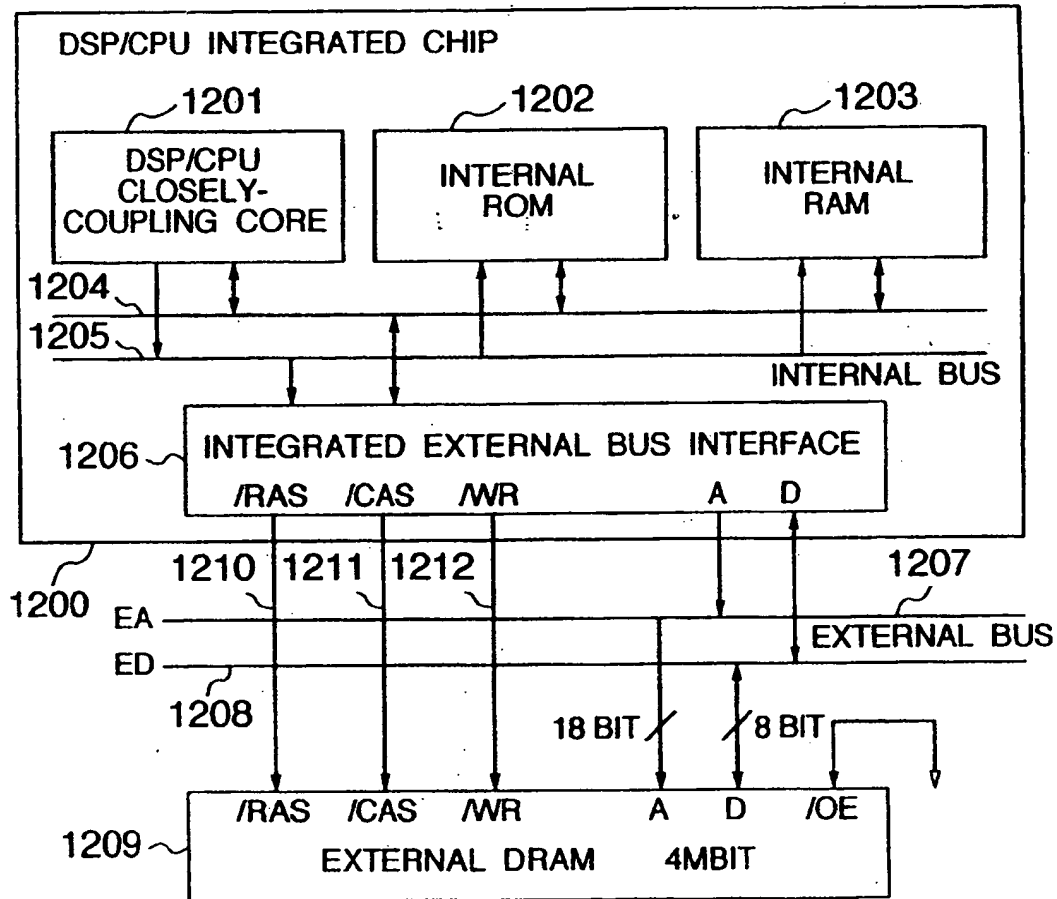 DSP/CPU INTEGRATED CHIP
1201
1202
1203
DSP/CPU
CLOSELY-
COUPLING CORE
INTERNAL
ROM
INTERNAL
RAM
1204
1205
INTERNAL BUS
1206
INTEGRATED EXTERNAL BUS INTERFACE
/RAS /CAS /WR A D
1200
1210 1211 1212
1207
EA
EXTERNAL BUS
ED
1208
18 BIT
8 BIT
/RAS /CAS /WR A D /OE
1209
EXTERNAL DRAM 4MBIT